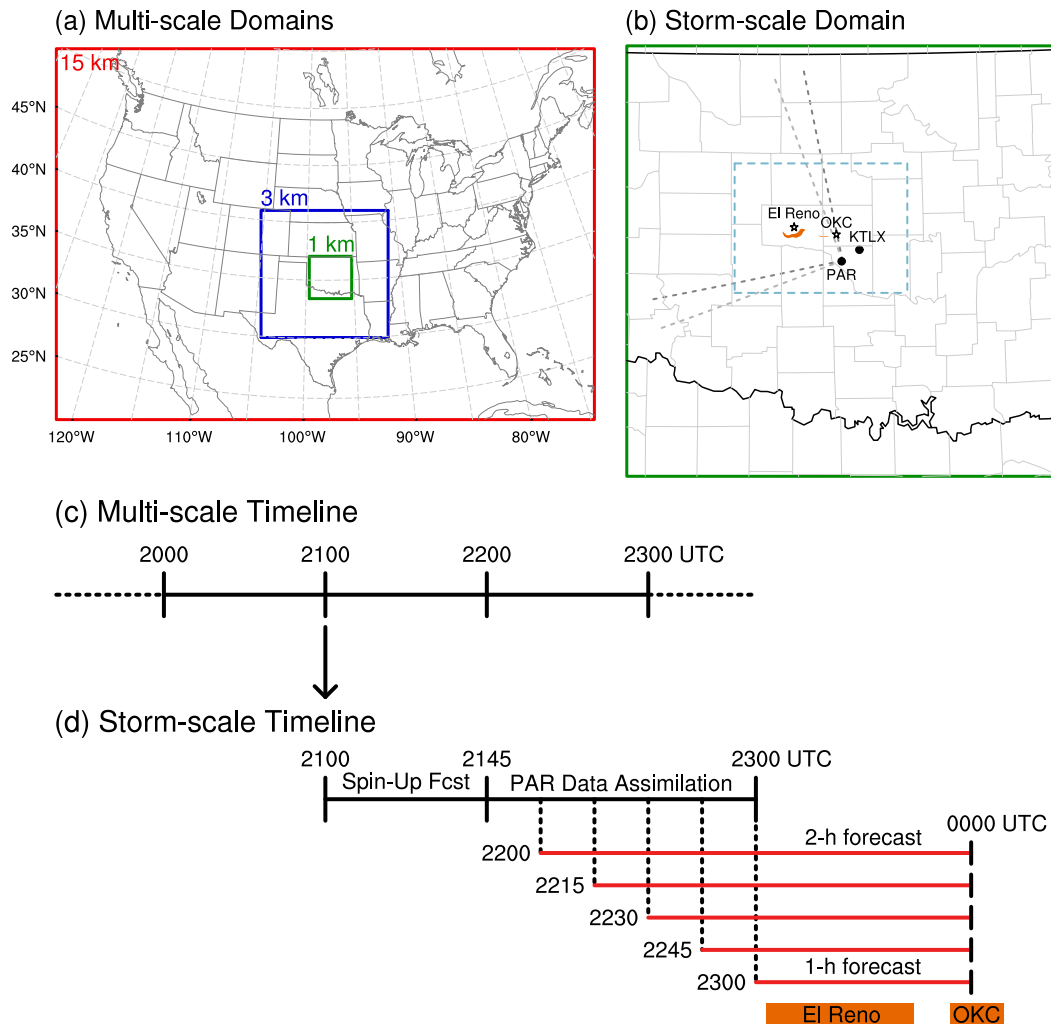 (a) Multi-scale Domains
(b) Storm-scale Domain
15 km
45°N
40°N
35°N
30°N
25°N
3 km
1 km
120°W
110°W
100°W
90°W
80°W
El Reno
OKC
KTLX
PAR
(c) Multi-scale Timeline
2000
2100
2200
2300 UTC
(d) Storm-scale Timeline
2100
2145
2300 UTC
Spin-Up Fcst
PAR Data Assimilation
0000 UTC
2200
2-h forecast
2215
2230
2245
2300
1-h forecast
El Reno
OKC